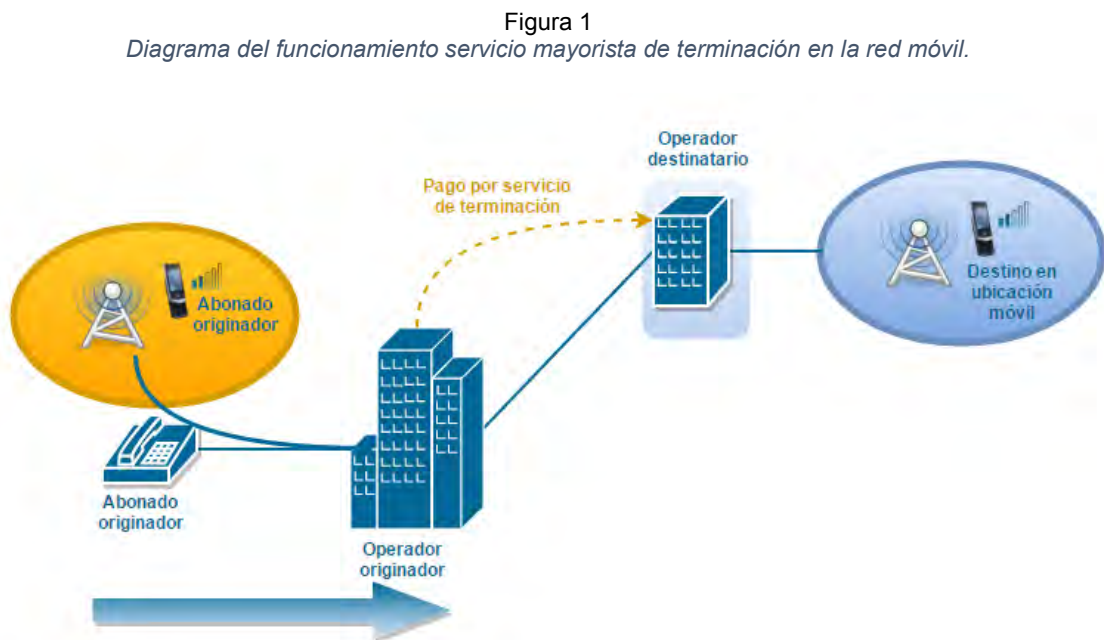 Figura 1
Diagrama del funcionamiento servicio mayorista de terminación en la red móvil.
Operador
destinatario
Pago por servicio
de terminación
Abonado
originador
Destino en
ubicación
móvil
Abonado
originador
Operador
originador